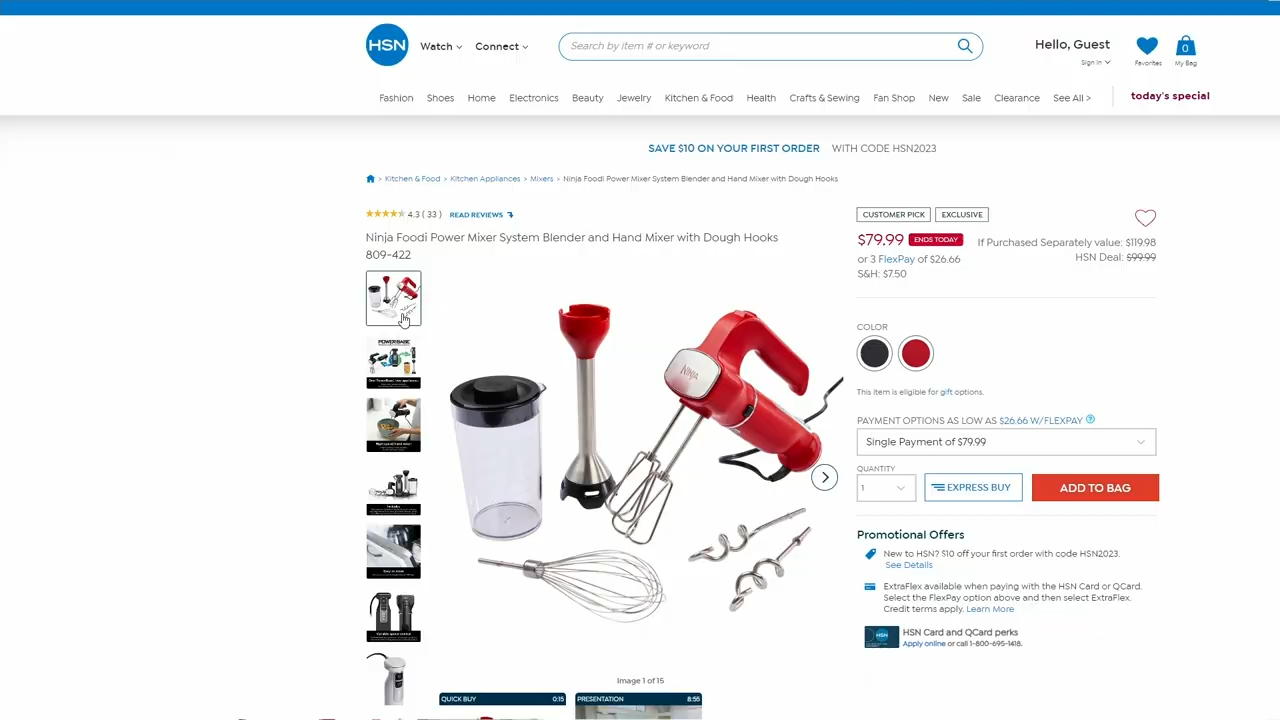 HSN
Watch
Connect
Search by item # or keyword
Hello, Guest
Sign In
Favorites
0
My Bag
Fashion
Shoes
Home
Electronics
Beauty
Jewelry
Kitchen & Food
Health
Crafts & Sewing
Fan Shop
New
Sale
Clearance
See All >
today's special
SAVE $10 ON YOUR FIRST ORDER WITH CODE HSN2023
> Kitchen & Food > Kitchen Appliances > Mixers > Ninja Foodi Power Mixer System Blender and Hand Mixer with Dough Hooks
4.3 ( 33 ) READ REVIEWS
Ninja Foodi Power Mixer System Blender and Hand Mixer with Dough Hooks
809-422
POWERBASE
NINJA
Image 1 of 15
QUICK BUY 0:15
PRESENTATION 8:55
CUSTOMER PICK
EXCLUSIVE
$79.99 ENDS TODAY
If Purchased Separately value: $119.98
HSN Deal: $99.99
or 3 FlexPay of $26.66
S&H: $7.50
COLOR
This item is eligible for gift options.
PAYMENT OPTIONS AS LOW AS $26.66 W/FLEXPAY ?
Single Payment of $79.99
QUANTITY
1
EXPRESS BUY
ADD TO BAG
Promotional Offers
New to HSN? $10 off your first order with code HSN2023.
See Details
ExtraFlex available when paying with the HSN Card or QCard.
Select the FlexPay option above and then select ExtraFlex.
Credit terms apply. Learn More
HSN
HSN Card and QCard perks
Apply online or call 1-800-695-1418.